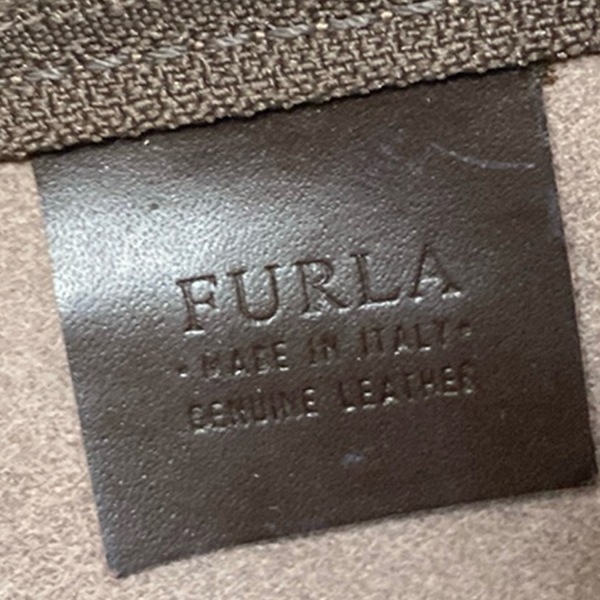 FURLA
-MADE IN ITALY-
GENUINE LEATHER